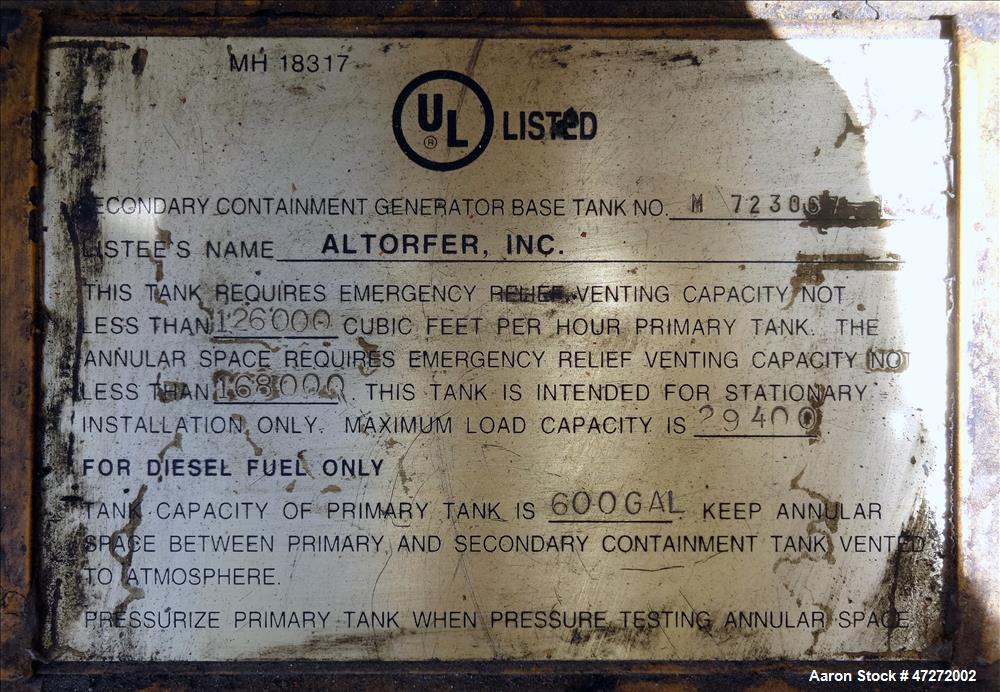 MH 18317
UL ® LISTED
SECONDARY CONTAINMENT GENERATOR BASE TANK NO. M
LISTEE'S NAME ALTORFER, INC.
THIS TANK REQUIRES EMERGENCY RELIEF VENTING CAPACITY NOT
LESS THAN 126000 CUBIC FEET PER HOUR PRIMARY TANK. THE
ANNULAR SPACE REQUIRES EMERGENCY RELIEF VENTING CAPACITY NOT
LESS THAN 168000. THIS TANK IS INTENDED FOR STATIONARY
INSTALLATION ONLY. MAXIMUM LOAD CAPACITY IS
FOR DIESEL FUEL ONLY
TANK CAPACITY OF PRIMARY TANK IS 600GAL KEEP ANNULAR
SPACE BETWEEN PRIMARY AND SECONDARY CONTAINMENT TANK VENTED
TO ATMOSPHERE.
PRESSURIZE PRIMARY TANK WHEN PRESSURE TESTING ANNULAR SPACE
Aaron Stock # 47272002